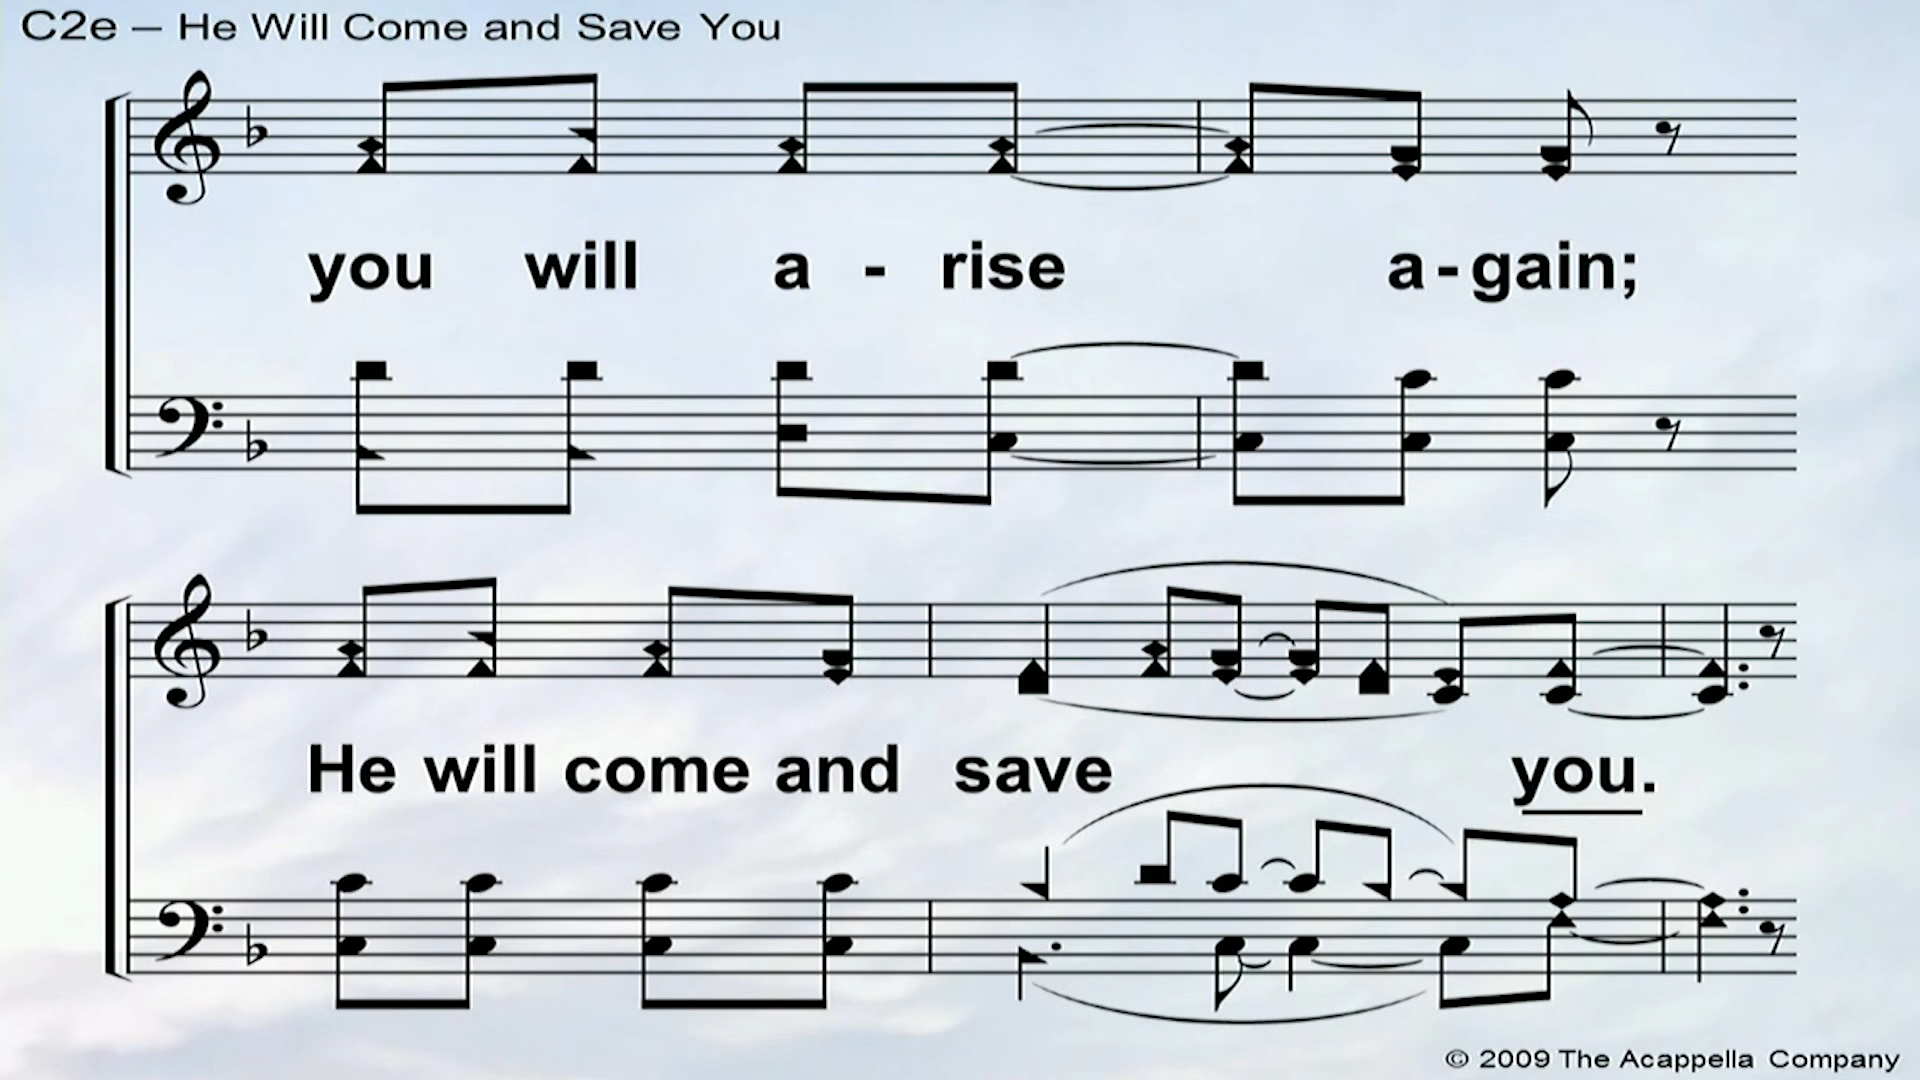 C2e – He Will Come and Save You
you will a - rise a - gain;
He will come and save you.
© 2009 The Acappella Company